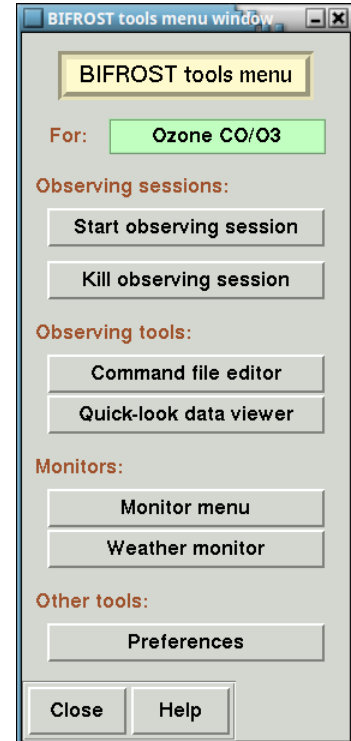 BIFROST tools menu window
BIFROST tools menu
For: Ozone CO/O3
Observing sessions:
Start observing session
Kill observing session
Observing tools:
Command file editor
Quick-look data viewer
Monitors:
Monitor menu
Weather monitor
Other tools:
Preferences
Close Help